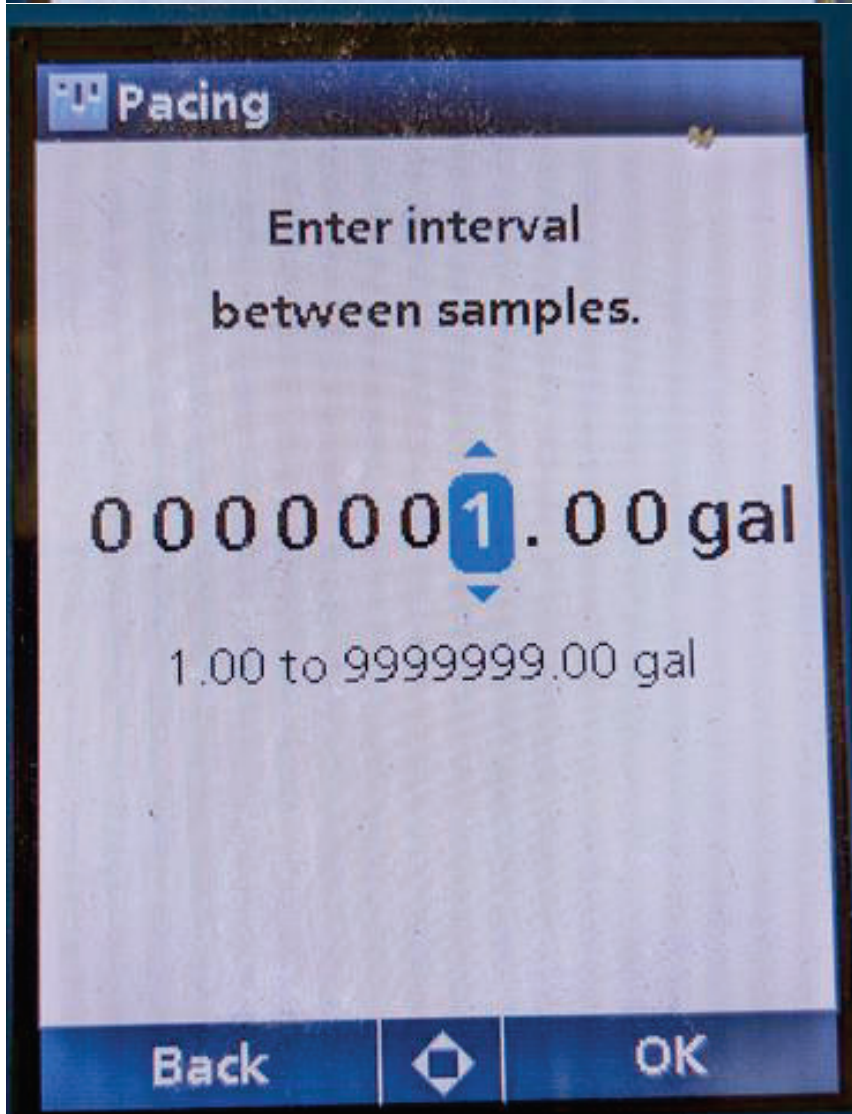 Pacing
Enter interval
between samples.
0000001.00 gal
1.00 to 9999999.00 gal
Back OK